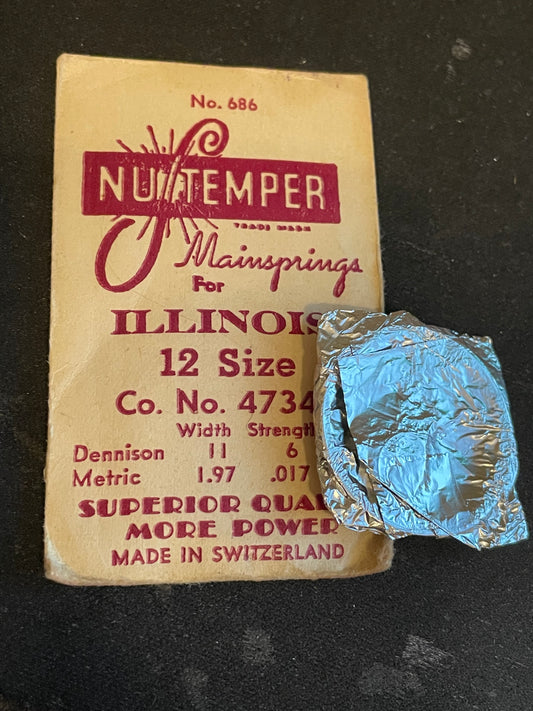 No. 686
NU-TEMPER
TRADE MARK
Mainsprings
For
ILLINOIS
12 Size
Co. No. 4734
Width Strength
Dennison 11 6
Metric 1.97 .017
SUPERIOR
MORE POWER
MADE IN SWITZERLAND